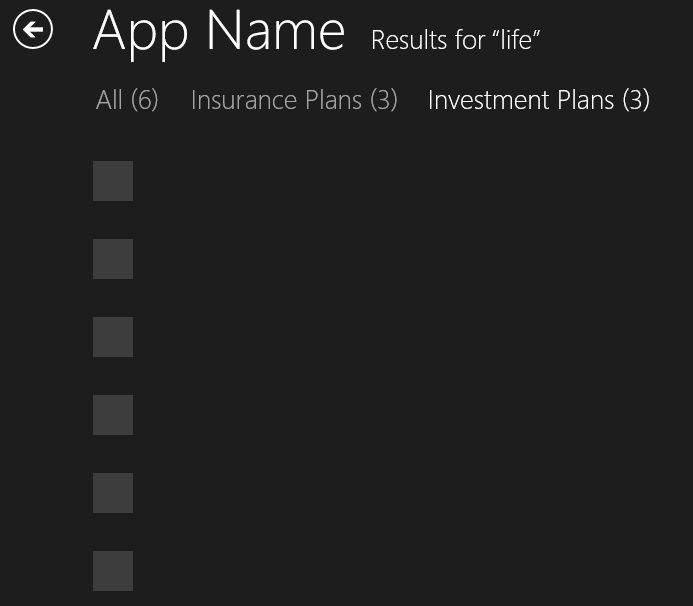 App Name Results for “life”
All (6) Insurance Plans (3) Investment Plans (3)